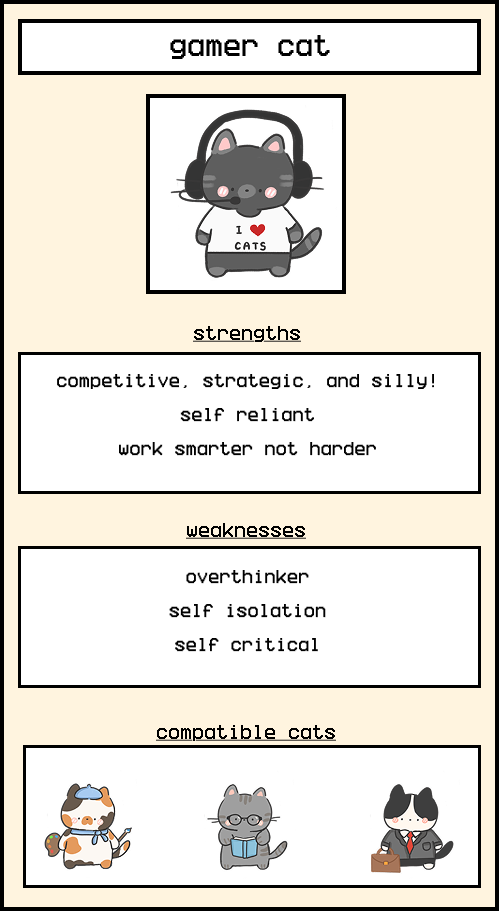 gamer cat
I ❤ 
CATS
strengths
competitive, strategic, and silly!
self reliant
work smarter not harder
weaknesses
overthinker
self isolation
self critical
compatible cats